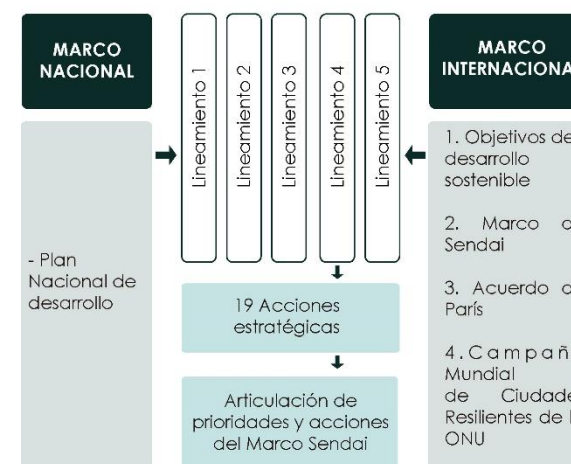 MARCO
NACIONAL
- Plan
Nacional de
desarrollo
Lineamiento 1
Lineamiento 2
Lineamiento 3
Lineamiento 4
Lineamiento 5
19 Acciones
estratégicas
Articulación de
prioridades y acciones
del Marco Sendai
MARCO
INTERNACIONA
1. Objetivos de
desarrollo
sostenible
2. Marco d
Sendai
3. Acuerdo d
París
4. Campañ
Mundial
de Ciudade
Resilientes de l
ONU